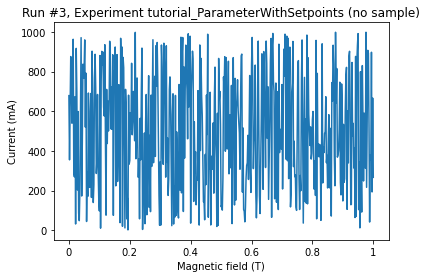 Run #3, Experiment tutorial_ParameterWithSetpoints (no sample)
1000
800
600
400
200
0
Current (mA)
0 0.2 0.4 0.6 0.8 1
Magnetic field (T)